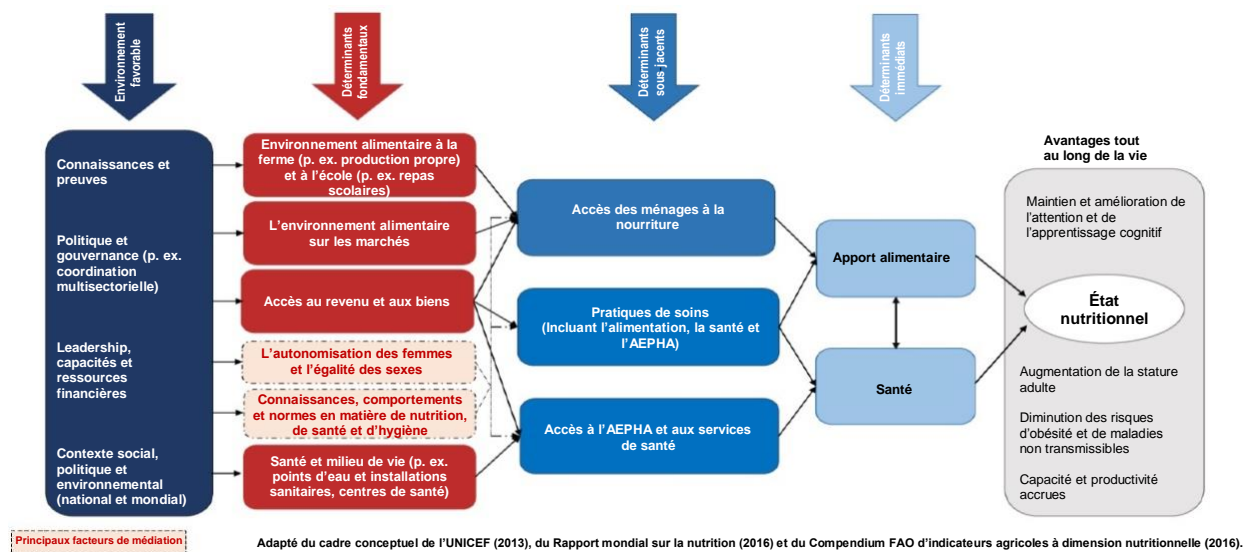 Environnement
favorable
Déterminants
fondamentaux
Déterminants
sous jacents
Déterminants
immédiats
Connaissances et
preuves
Politique et
gouvernance (p. ex.
coordination
multisectorielle)
Leadership,
capacités et
ressources
financières
Contexte social,
politique et
environnemental
(national et mondial)
Environnement alimentaire à la
ferme (p. ex. production propre)
et à l’école (p. ex. repas
scolaires)
L’environnement alimentaire
sur les marchés
Accès au revenu et aux biens
L’autonomisation des femmes
et l’égalité des sexes
Connaissances, comportements
et normes en matière de nutrition,
de santé et d’hygiène
Santé et milieu de vie (p. ex.
points d’eau et installations
sanitaires, centres de santé)
Accès des ménages à la
nourriture
Pratiques de soins
(Incluant l’alimentation, la santé et
l’AEPHA)
Accès à l’AEPHA et aux services
de santé
Apport alimentaire
Santé
Avantages tout
au long de la vie
Maintien et amélioration de
l’attention et de
l’apprentissage cognitif
État
nutritionnel
Augmentation de la stature
adulte
Diminution des risques
d’obésité et de maladies
non transmissibles
Capacité et productivité
accrues
Principaux facteurs de médiation
Adapté du cadre conceptuel de l’UNICEF (2013), du Rapport mondial sur la nutrition (2016) et du Compendium FAO d’indicateurs agricoles à dimension nutritionnelle (2016).